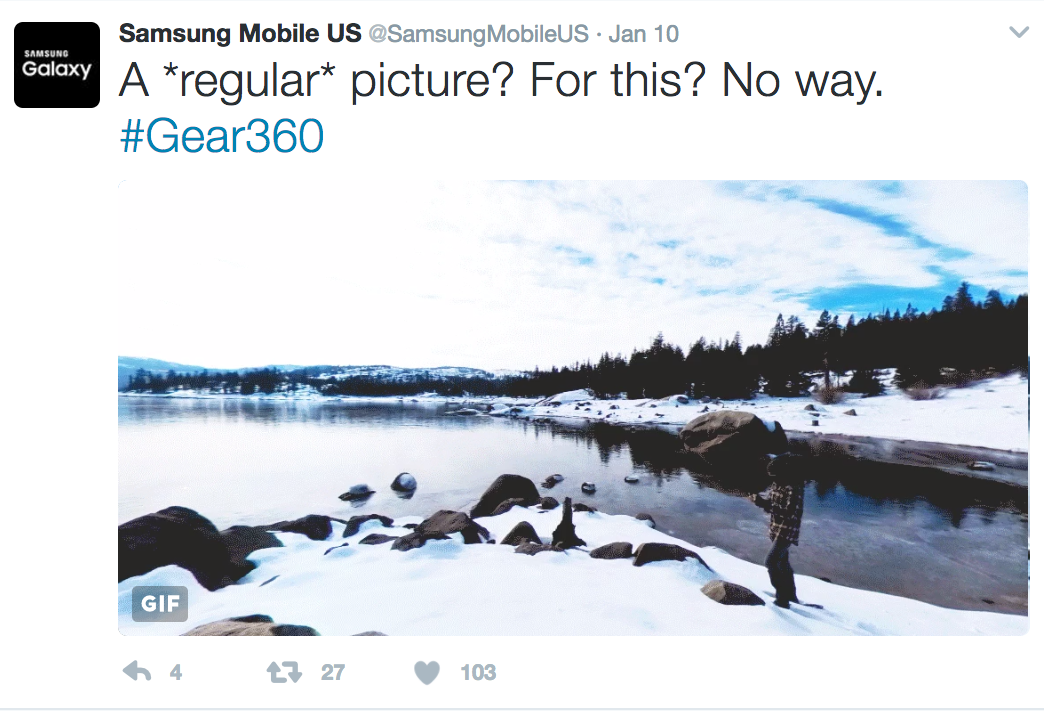 SAMSUNG
Galaxy
Samsung Mobile US @SamsungMobileUS · Jan 10
A *regular* picture? For this? No way.
#Gear360
GIF
4 27 103